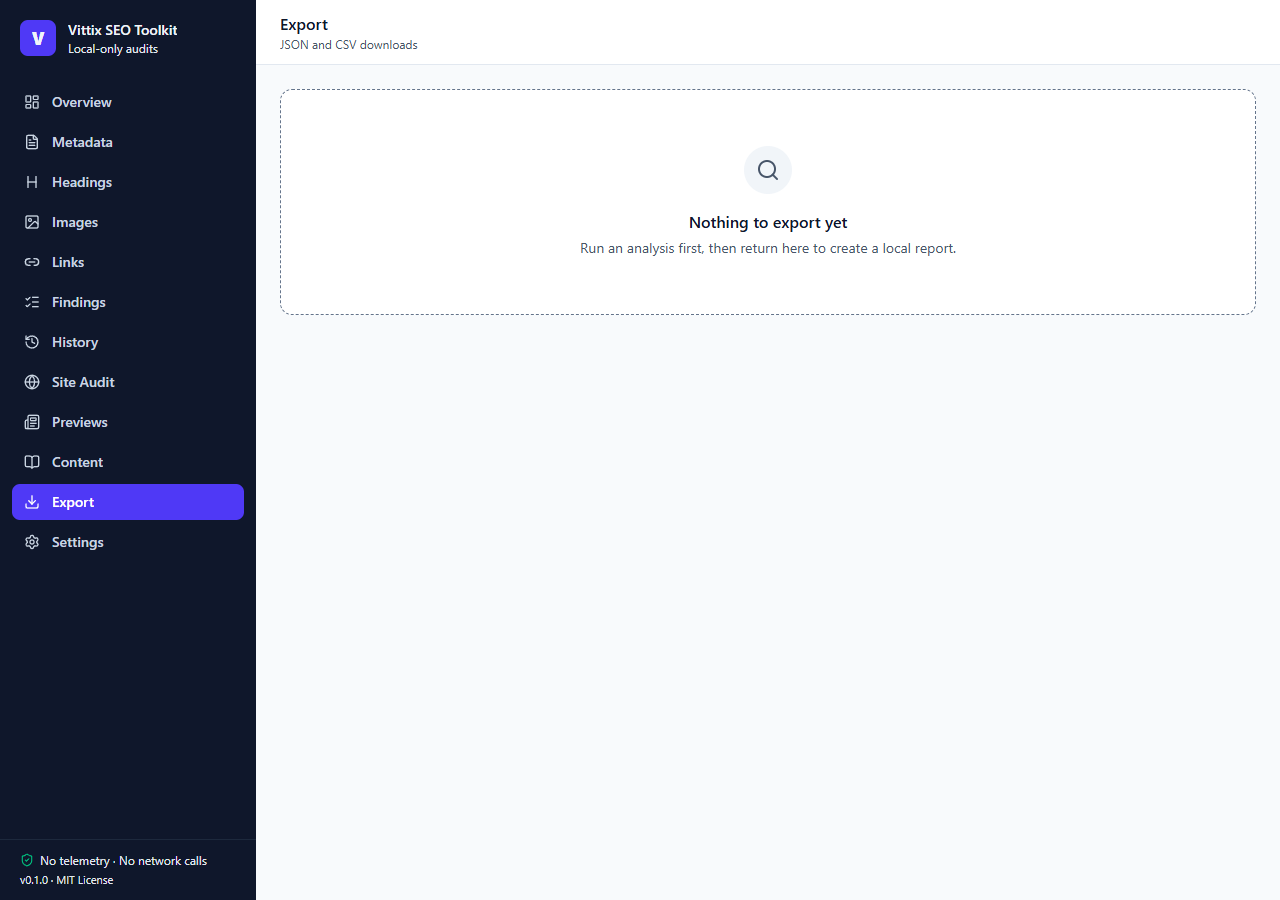 V
Vittix SEO Toolkit
Local-only audits
Overview
Metadata
Headings
Images
Links
Findings
History
Site Audit
Previews
Content
Export
Settings
No telemetry · No network calls
v0.1.0 · MIT License
Export
JSON and CSV downloads
Nothing to export yet
Run an analysis first, then return here to create a local report.